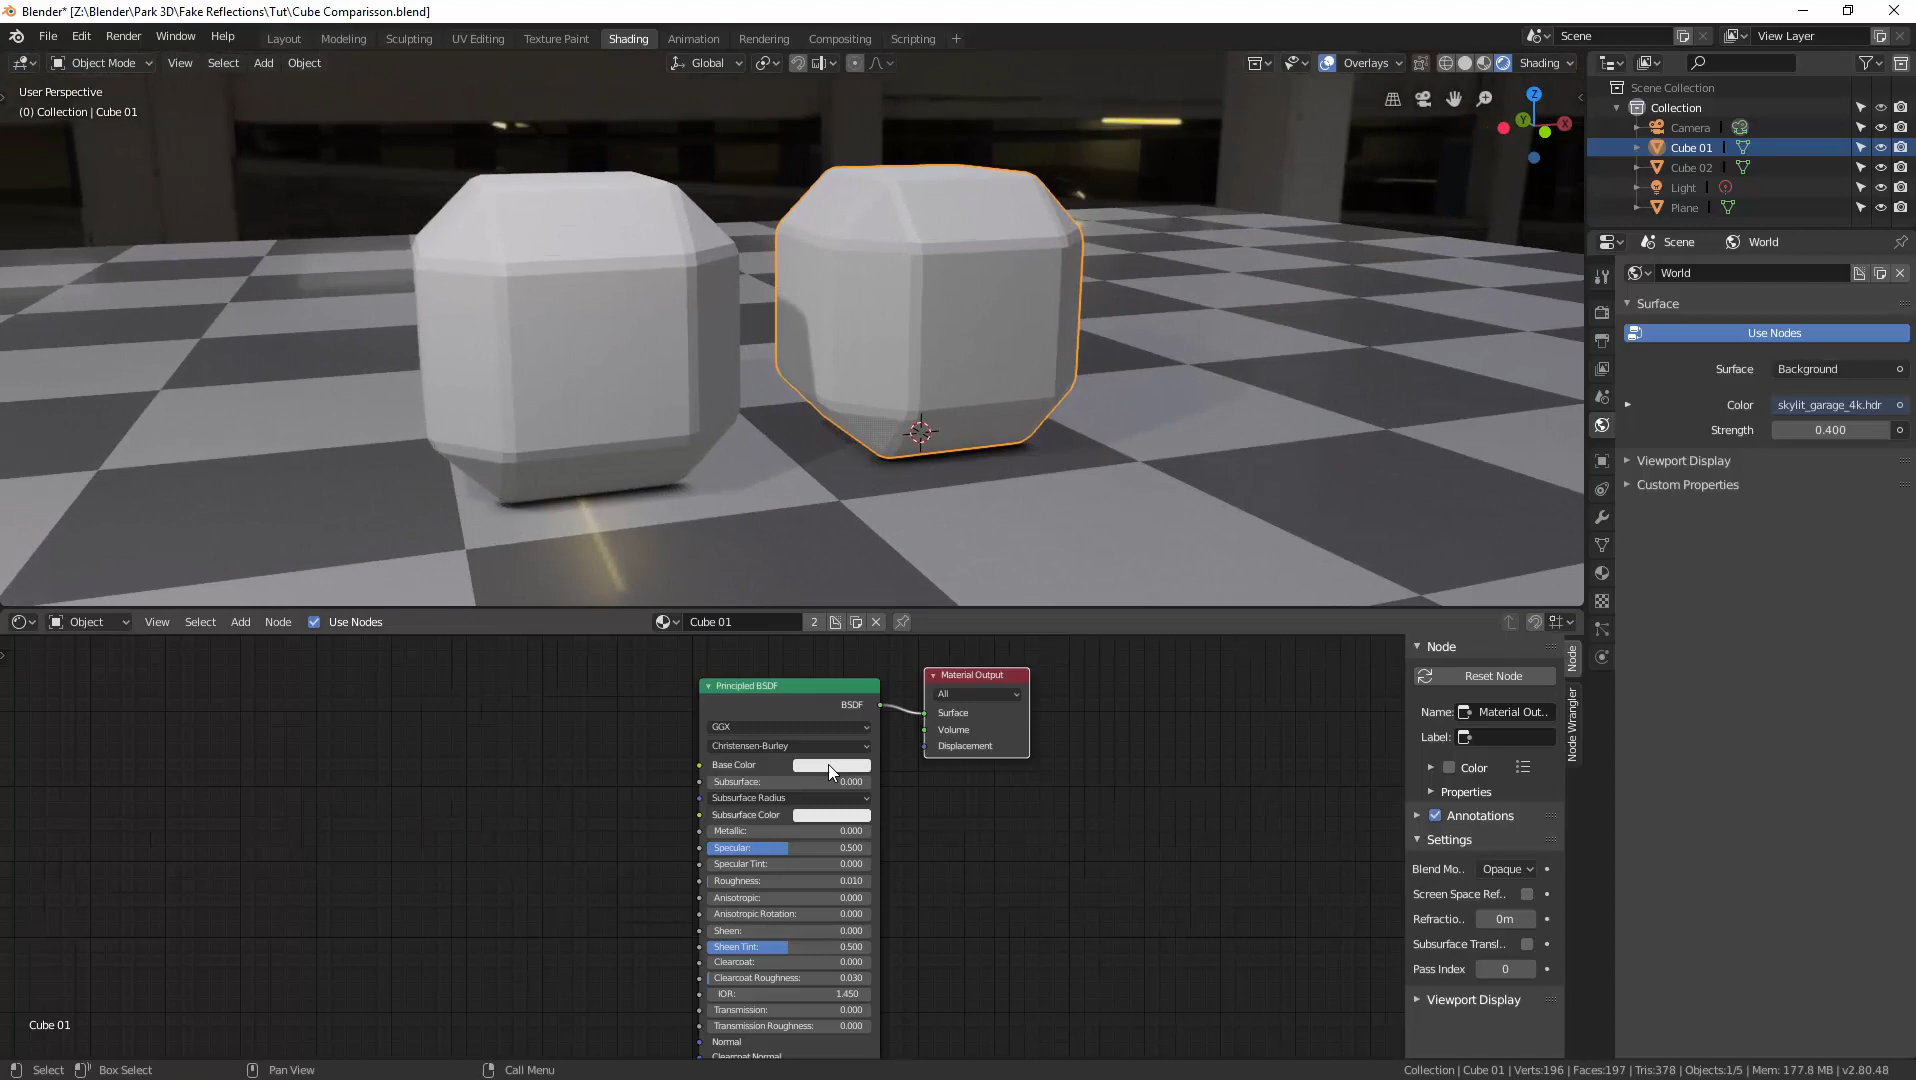 Blender* [Z:\Blender\Park 3D\Fake Reflections\Tut\Cube Comparisson.blend]
File Edit Render Window Help Layout Modeling Sculpting UV Editing Texture Paint Shading Animation Rendering Compositing Scripting Scene View Layer
Object Mode View Select Add Object Global Overlays Shading
User Perspective
(0) Collection | Cube 01
Z
Y
X
Scene Collection
Collection
Camera
Cube 01
Cube 02
Light
Plane
Scene World
World
Surface
Use Nodes
Surface Background
Color skylit_garage_4k.hdr
Strength 0.400
Viewport Display
Custom Properties
Object View Select Add Node Use Nodes Cube 01 2
Principled BSDF
BSDF
GGX
Christensen-Burley
Base Color
Subsurface: 0.000
Subsurface Radius
Subsurface Color
Metallic: 0.000
Specular: 0.500
Specular Tint: 0.000
Roughness: 0.010
Anisotropic: 0.000
Anisotropic Rotation: 0.000
Sheen: 0.000
Sheen Tint: 0.500
Clearcoat: 0.000
Clearcoat Roughness: 0.030
IOR: 1.450
Transmission: 0.000
Transmission Roughness: 0.000
Normal
Clearcoat Normal
Material Output
All
Surface
Volume
Displacement
Node
Reset Node
Name: Material Out..
Label:
Color
Properties
Annotations
Settings
Blend Mo.. Opaque
Screen Space Ref..
Refractio.. 0m
Subsurface Transl..
Pass Index 0
Viewport Display
Node
Node Wrangler
Cube 01
Select Box Select Pan View Call Menu Collection | Cube 01 | Verts:196 | Faces:197 | Tris:378 | Objects:1/5 | Mem: 177.8 MB | v2.80.48